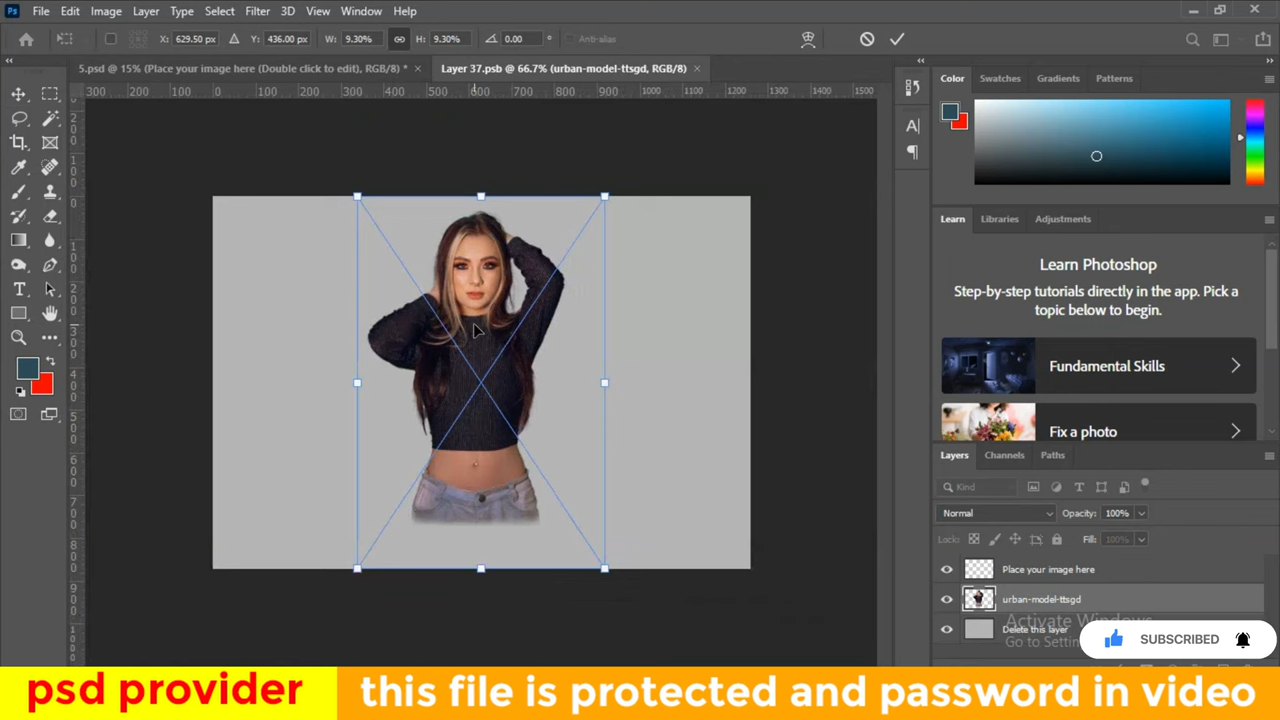 Ps File Edit Image Layer Type Select Filter 3D View Window Help
X: 629.50 px Y: 436.00 px W: 9.30% H: 9.30% 0.00 ° Anti-alias
5.psd @ 15% (Place your image here (Double click to edit), RGB/8) * × Layer 37.psb @ 66.7% (urban-model-ttsgd, RGB/8) ×
300 200 100 0 100 200 300 400 500 600 700 800 900 1000 1100 1200 1300 1400 1500
Color Swatches Gradients Patterns
Learn Libraries Adjustments
Learn Photoshop
Step-by-step tutorials directly in the app. Pick a
topic below to begin.
Fundamental Skills
Fix a photo
Layers Channels Paths
Kind
Normal Opacity: 100%
Lock: Fill: 100%
Place your image here
urban-model-ttsgd
Delete this layer
Activate Windows
Go to Settin
SUBSCRIBED
psd provider
this file is protected and password in video